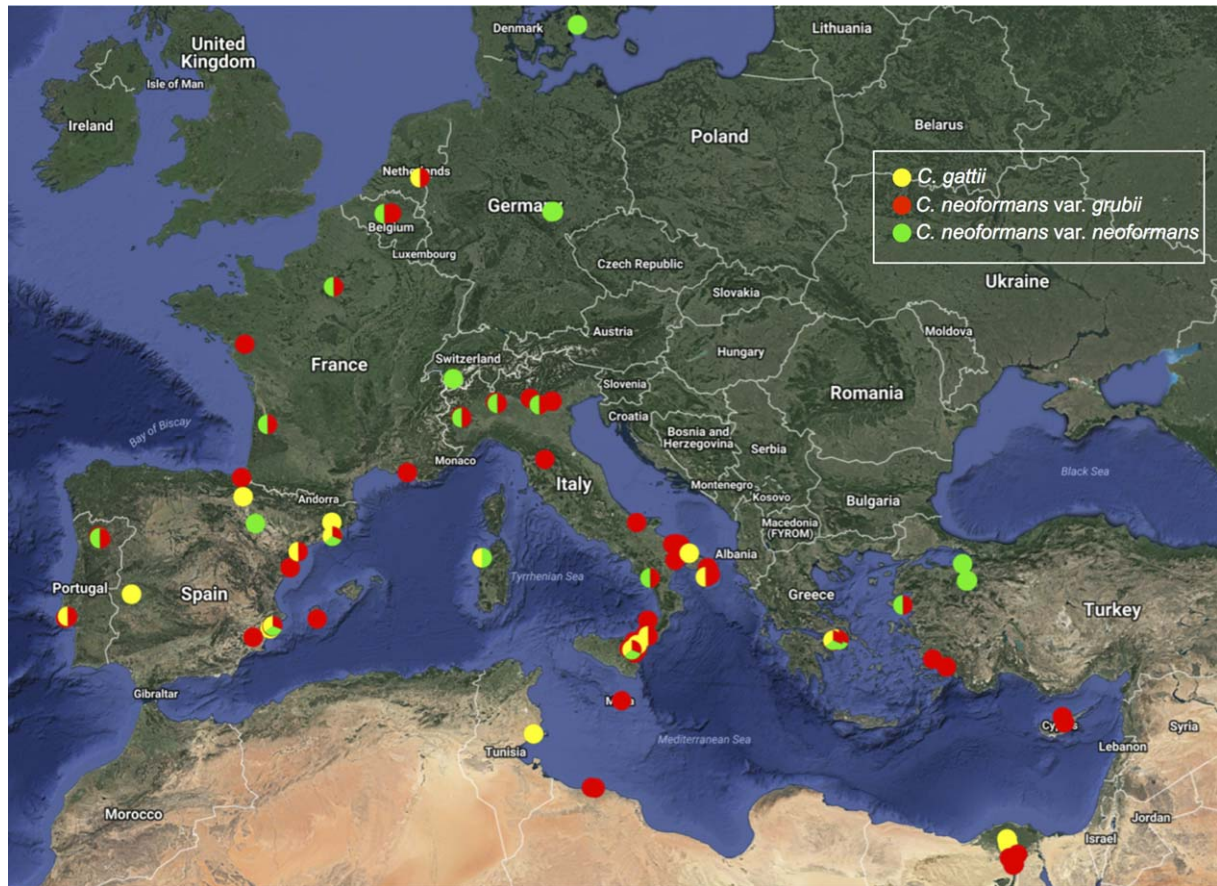 Denmark
Lithuania
United
Kingdom
Isle of Man
Ireland
Poland
Belarus
Netherlands
C. gattii
C. neoformans var. grubii
C. neoformans var. neoformans
Germany
Belgium
Luxembourg
Czech Republic
Ukraine
Slovakia
Austria
Moldova
Hungary
Switzerland
France
Slovenia
Romania
Croatia
Bay of Biscay
Bosnia and
Herzegovina
Serbia
Monaco
Black Sea
Italy
Montenegro
Kosovo
Andorra
Bulgaria
Macedonia
(FYROM)
Albania
Tyrrhenian Sea
Portugal
Spain
Greece
Turkey
Gibraltar
Cyprus
Syria
Mediterranean Sea
Lebanon
Tunisia
Morocco
Israel
Jordan